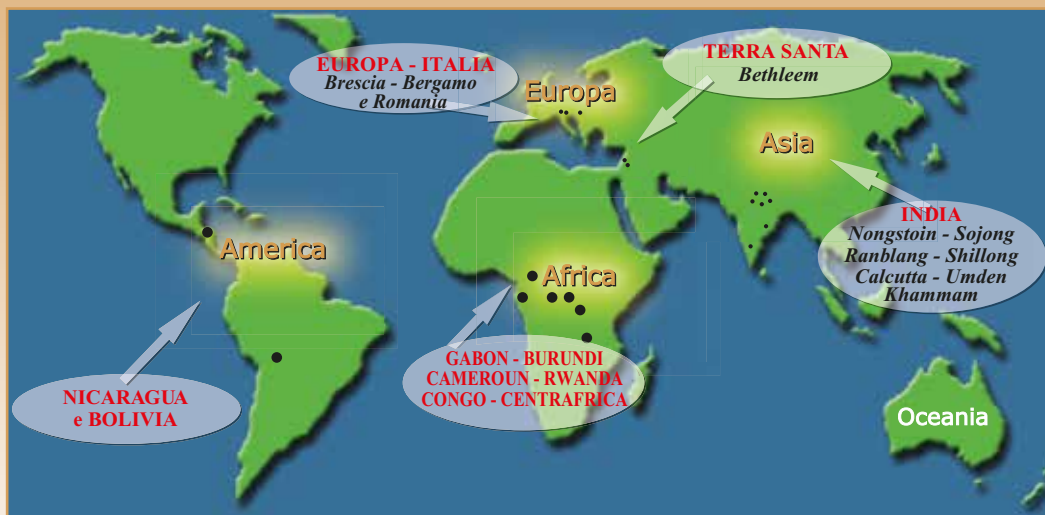 EUROPA - ITALIA
Brescia - Bergamo
e Romania
TERRA SANTA
Bethleem
Europa
Asia
INDIA
Nongstoin - Sojong
Ranblang - Shillong
Calcutta - Umden
Khammam
America
Africa
GABON - BURUNDI
CAMEROUN - RWANDA
CONGO - CENTRAFRICA
NICARAGUA
e BOLIVIA
Oceania